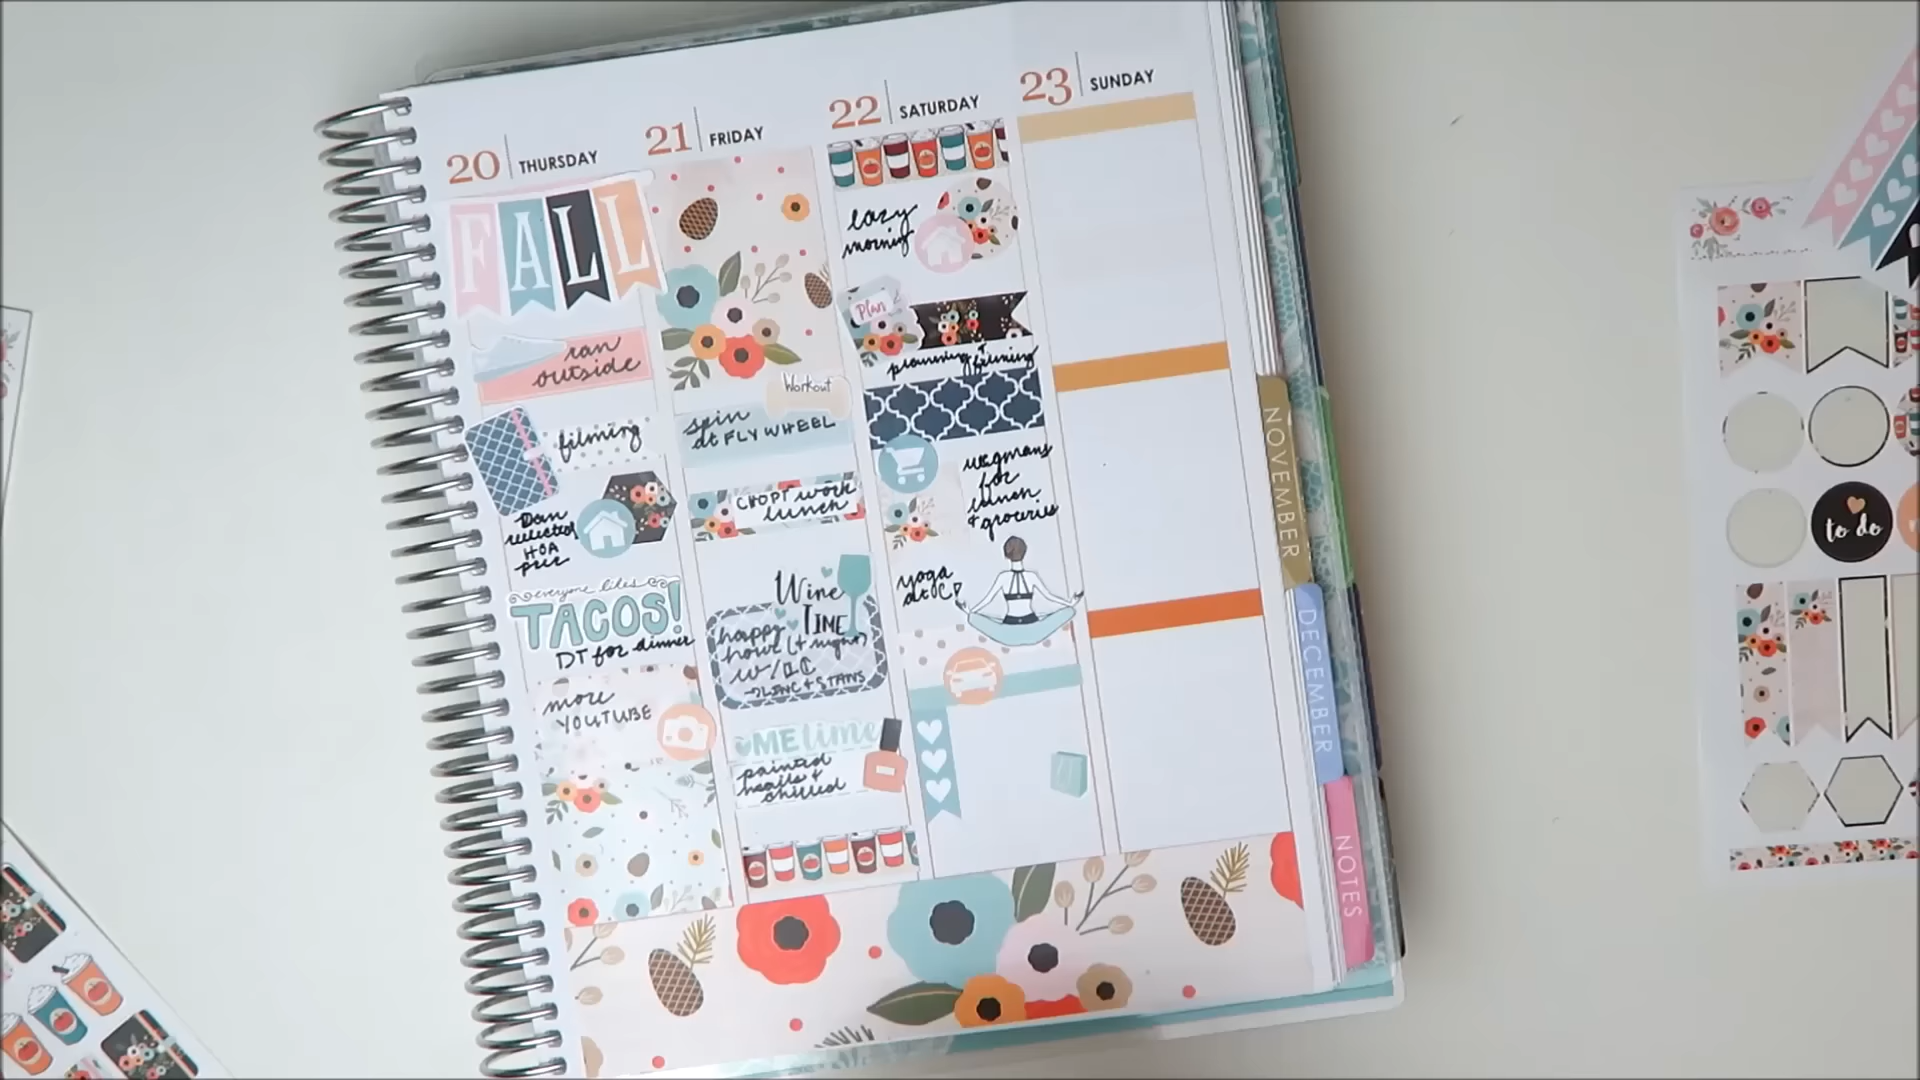 20 THURSDAY
FALL
ran
outside
filming
Dan
HOA
everyone likes
TACOS!
DT for dinner
more
YOUTUBE
21 FRIDAY
Workout
spin
at FLYWHEEL
CHOPT work
lunch
Wine
TIME
happy
hour (+ night)
ME time
painted
nails +
chilled
22 SATURDAY
lazy
morning
Plan
planning + filming
wegmans
for
lunch
+ groceries
yoga
23 SUNDAY
NOVEMBER
DECEMBER
NOTES
to do